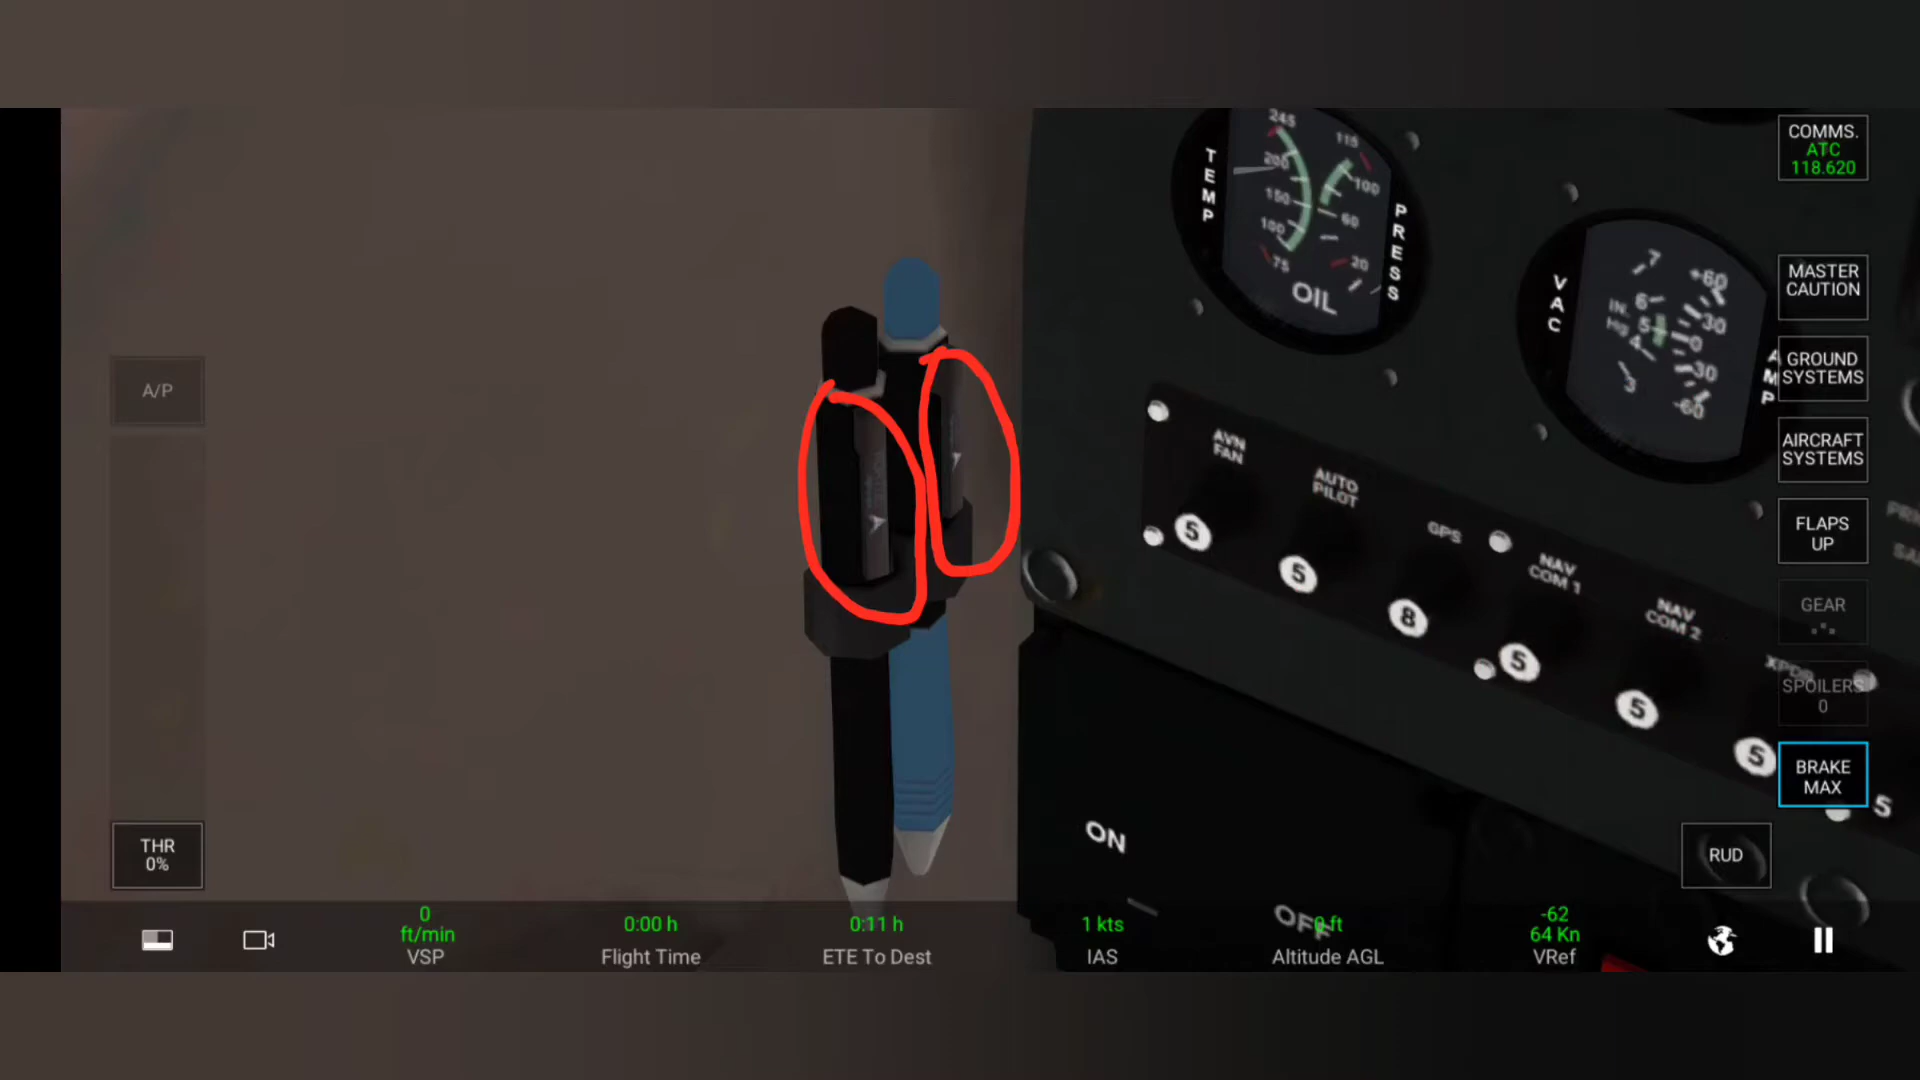 COMMS.
ATC
118.620
245
200
150
100
75
115
100
60
20
TEMP
PRESS
OIL
VAC
7
6
IN.
Hg
5
4
3
+60
30
0
30
-60
AMP
MASTER
CAUTION
GROUND
SYSTEMS
AIRCRAFT
SYSTEMS
FLAPS
UP
GEAR
SPOILERS
0
BRAKE
MAX
A/P
AVN
FAN
5
AUTO
PILOT
5
GPS
8
NAV
COM 1
5
NAV
COM 2
5
XPDR
5
5
ON
OFF
THR
0%
RUD
0
ft/min
VSP
0:00 h
Flight Time
0:11 h
ETE To Dest
1 kts
IAS
0 ft
Altitude AGL
-62
64 Kn
VRef